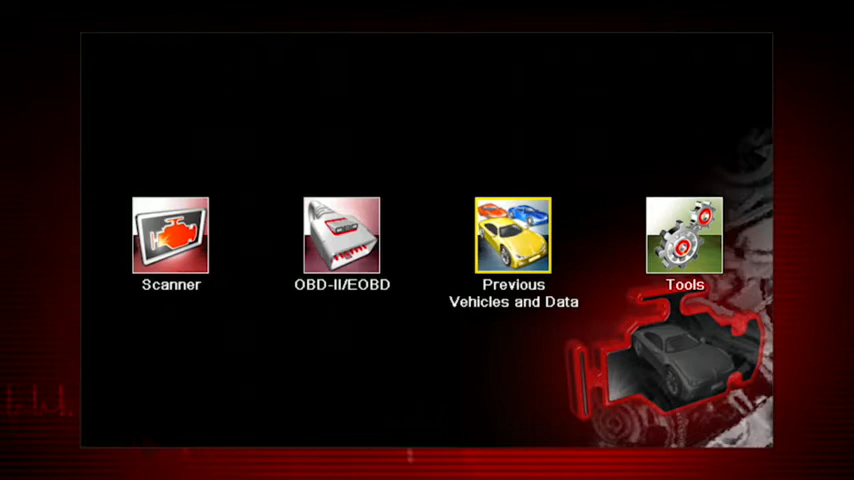 Scanner
OBD-II/EOBD
Previous
Vehicles and Data
Tools